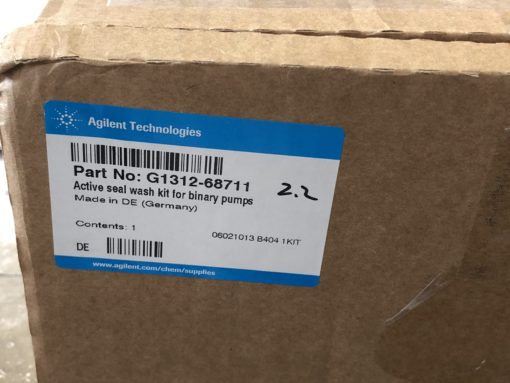 Agilent Technologies
Part No: G1312-68711
Active seal wash kit for binary pumps
Made in DE (Germany)
2.2
Contents: 1
06021013 B404 1KIT
DE
www.agilent.com/chem/supplies